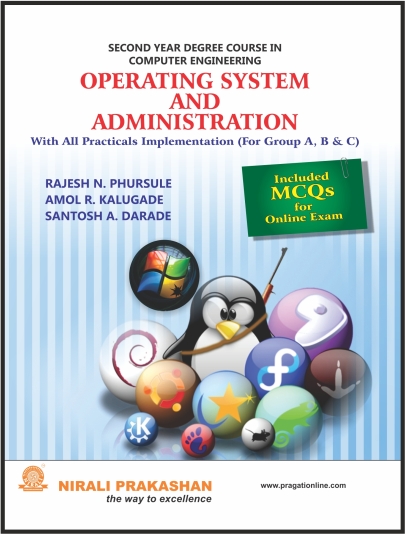 SECOND YEAR DEGREE COURSE IN
COMPUTER ENGINEERING
OPERATING SYSTEM
AND
ADMINISTRATION
With All Practicals Implementation (For Group A, B & C)
RAJESH N. PHURSULE
AMOL R. KALUGADE
SANTOSH A. DARADE
Included
MCQs
for
Online Exam
NIRALI PRAKASHAN
the way to excellence
www.pragationline.com